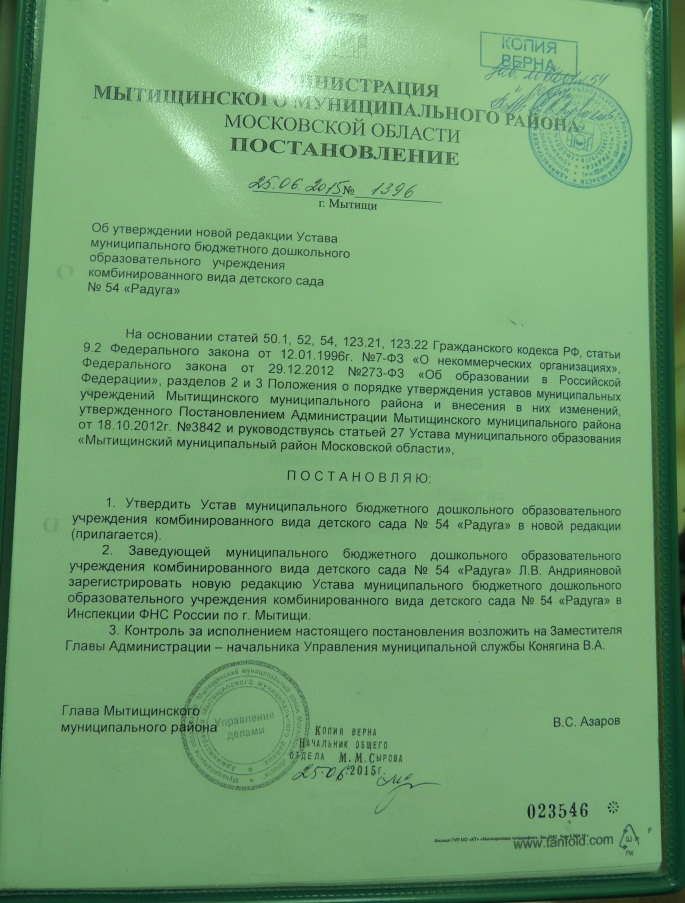 КОПИЯ
ВЕРНА
АДМИНИСТРАЦИЯ
МЫТИЩИНСКОГО МУНИЦИПАЛЬНОГО РАЙОНА
МОСКОВСКОЙ ОБЛАСТИ
ПОСТАНОВЛЕНИЕ
25.06.2015 № 1396
г. Мытищи
Об утверждении новой редакции Устава
муниципального бюджетного дошкольного
образовательного учреждения
комбинированного вида детского сада
№ 54 «Радуга»
На основании статей 50.1, 52, 54, 123.21, 123.22 Гражданского кодекса РФ, статьи
9.2 Федерального закона от 12.01.1996г. №7-ФЗ «О некоммерческих организациях»,
Федерального закона от 29.12.2012 №273-ФЗ «Об образовании в Российской
Федерации», разделов 2 и 3 Положения о порядке утверждения уставов муниципальных
учреждений Мытищинского муниципального района и внесения в них изменений,
утвержденного Постановлением Администрации Мытищинского муниципального района
от 18.10.2012г. №3842 и руководствуясь статьей 27 Устава муниципального образования
«Мытищинский муниципальный район Московской области»,
П О С Т А Н О В Л Я Ю:
1. Утвердить Устав муниципального бюджетного дошкольного образовательного
учреждения комбинированного вида детского сада № 54 «Радуга» в новой редакции
(прилагается).
2. Заведующей муниципального бюджетного дошкольного образовательного
учреждения комбинированного вида детского сада № 54 «Радуга» Л.В. Андрияновой
зарегистрировать новую редакцию Устава муниципального бюджетного дошкольного
образовательного учреждения комбинированного вида детского сада № 54 «Радуга» в
Инспекции ФНС России по г. Мытищи.
3. Контроль за исполнением настоящего постановления возложить на Заместителя
Главы Администрации – начальника Управления муниципальной службы Конягина В.А.
Глава Мытищинского
муниципального района
В.С. Азаров
Управление
делами
КОПИЯ ВЕРНА
НАЧАЛЬНИК ОБЩЕГО
ОТДЕЛА М.М.СЫРОВА
25.06.2015г.
023546
www.tanfold.com